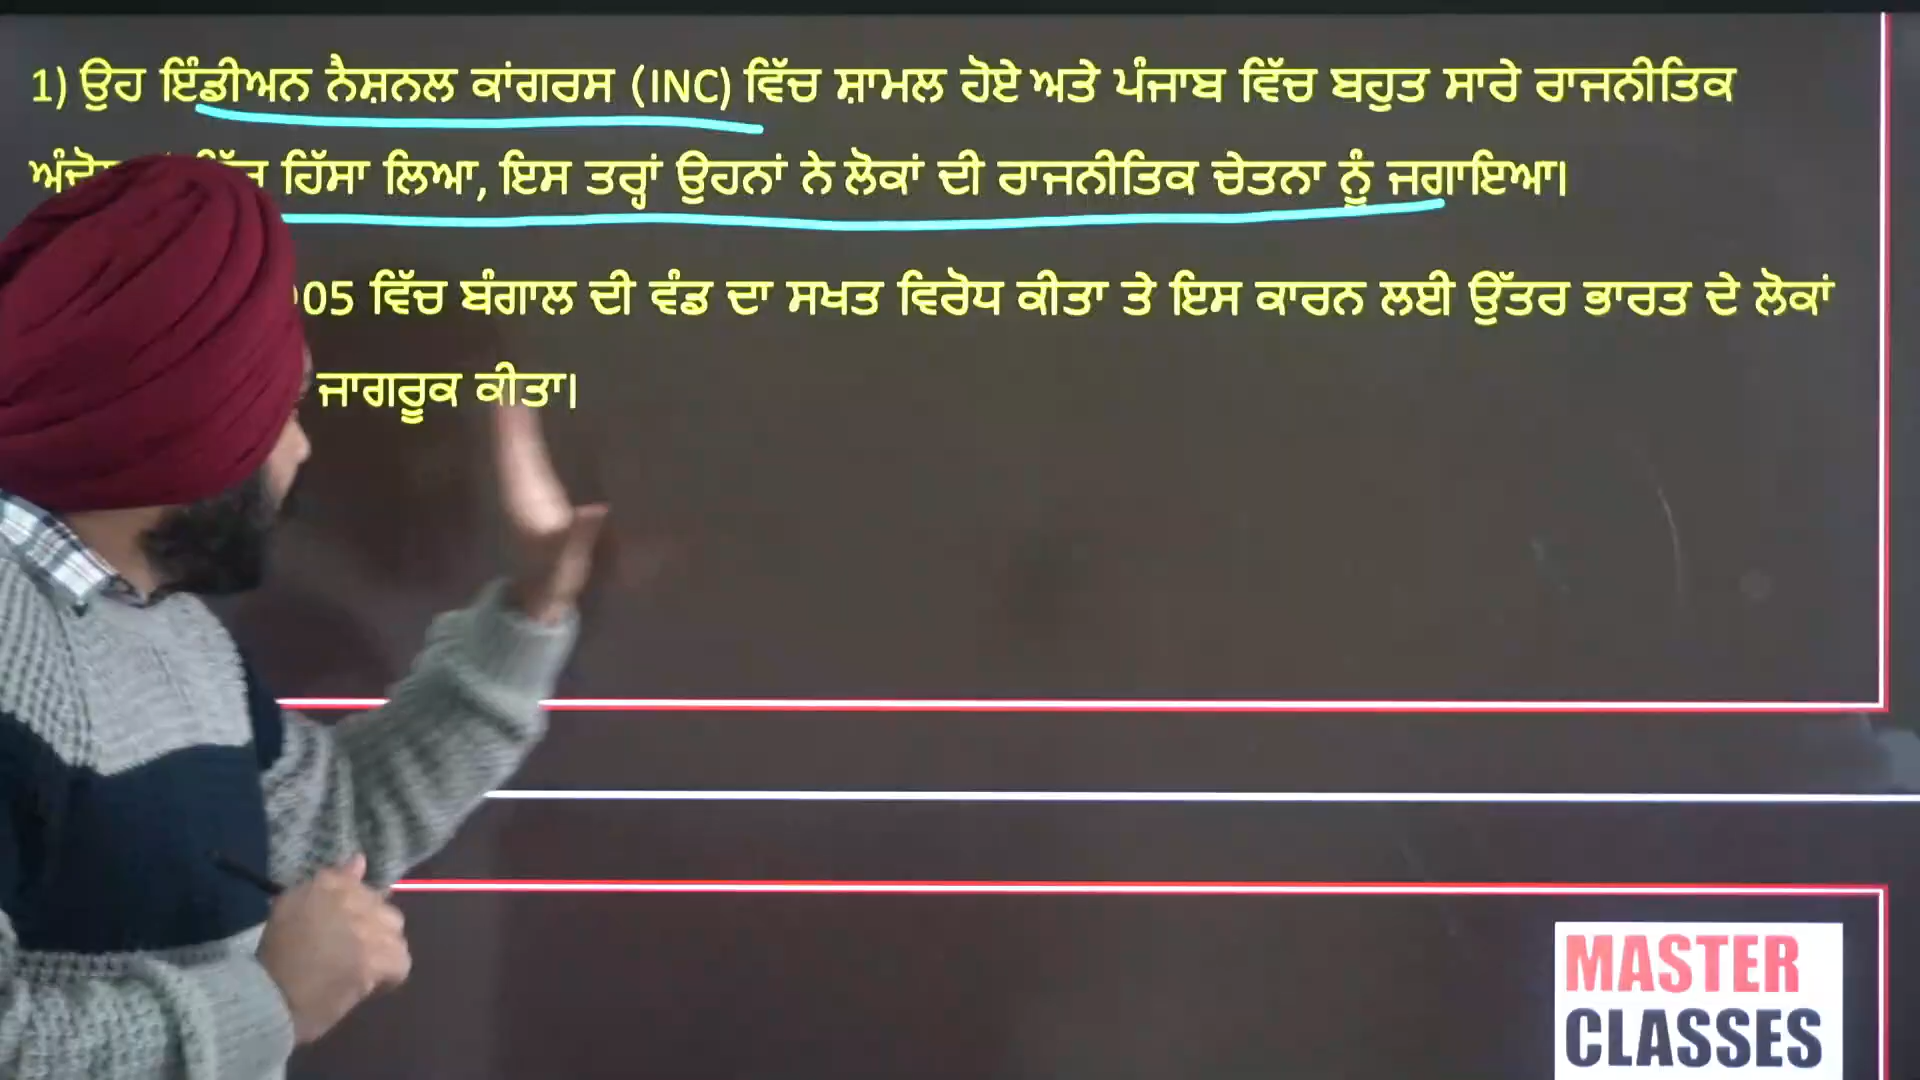 1) ਉਹ ਇੰਡੀਅਨ ਨੈਸ਼ਨਲ ਕਾਂਗਰਸ (INC) ਵਿੱਚ ਸ਼ਾਮਲ ਹੋਏ ਅਤੇ ਪੰਜਾਬ ਵਿੱਚ ਬਹੁਤ ਸਾਰੇ ਰਾਜਨੀਤਿਕ
ਹਿੱਸਾ ਲਿਆ, ਇਸ ਤਰ੍ਹਾਂ ਉਹਨਾਂ ਨੇ ਲੋਕਾਂ ਦੀ ਰਾਜਨੀਤਿਕ ਚੇਤਨਾ ਨੂੰ ਜਗਾਇਆ।
05 ਵਿੱਚ ਬੰਗਾਲ ਦੀ ਵੰਡ ਦਾ ਸਖਤ ਵਿਰੋਧ ਕੀਤਾ ਤੇ ਇਸ ਕਾਰਨ ਲਈ ਉੱਤਰ ਭਾਰਤ ਦੇ ਲੋਕਾਂ
ਜਾਗਰੂਕ ਕੀਤਾ।
MASTER
CLASSES